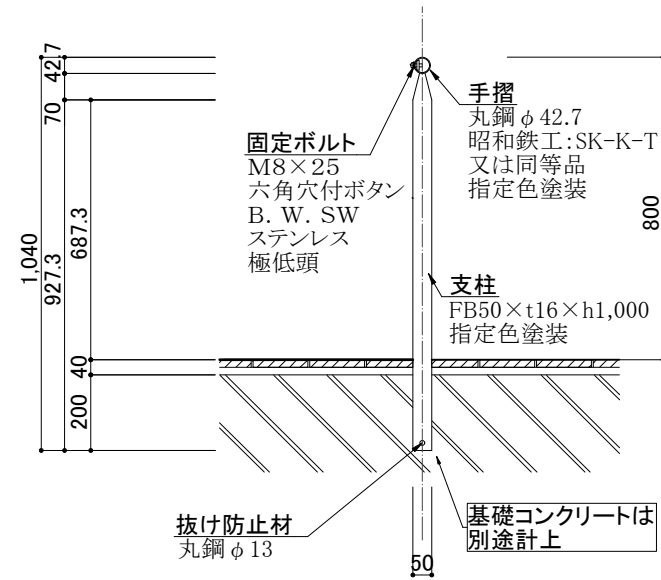 42.7
70
687.3
1,040
927.3
40
200
800
手摺
丸鋼φ42.7
昭和鉄工:SK-K-T
又は同等品
指定色塗装
固定ボルト
M8×25
六角穴付ボタン
B. W. SW
ステンレス
極低頭
支柱
FB50×t16×h1,000
指定色塗装
抜け防止材
丸鋼φ13
基礎コンクリートは
別途計上
50